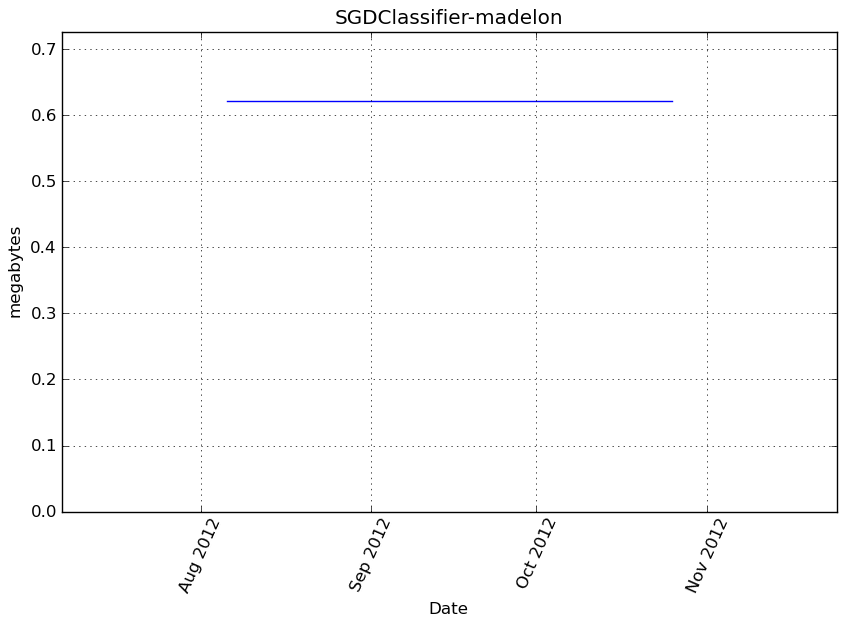 SGDClassifier-madelon
0.7
0.6
0.5
0.4
0.3
0.2
0.1
0.0
megabytes
Aug 2012
Sep 2012
Oct 2012
Nov 2012
Date